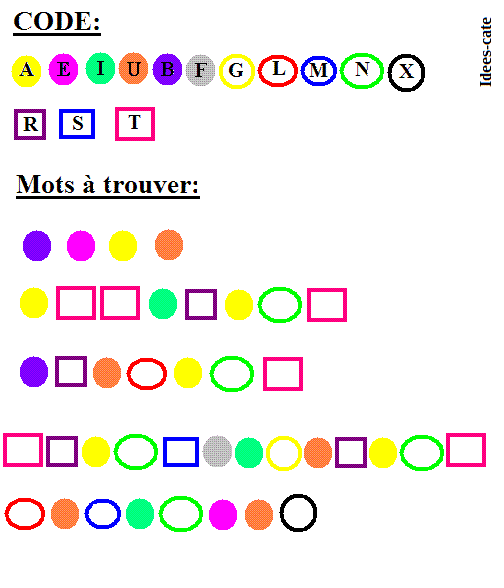 CODE:
A E I U B F G L M N X
R S T
Mots à trouver:
Idees-cate